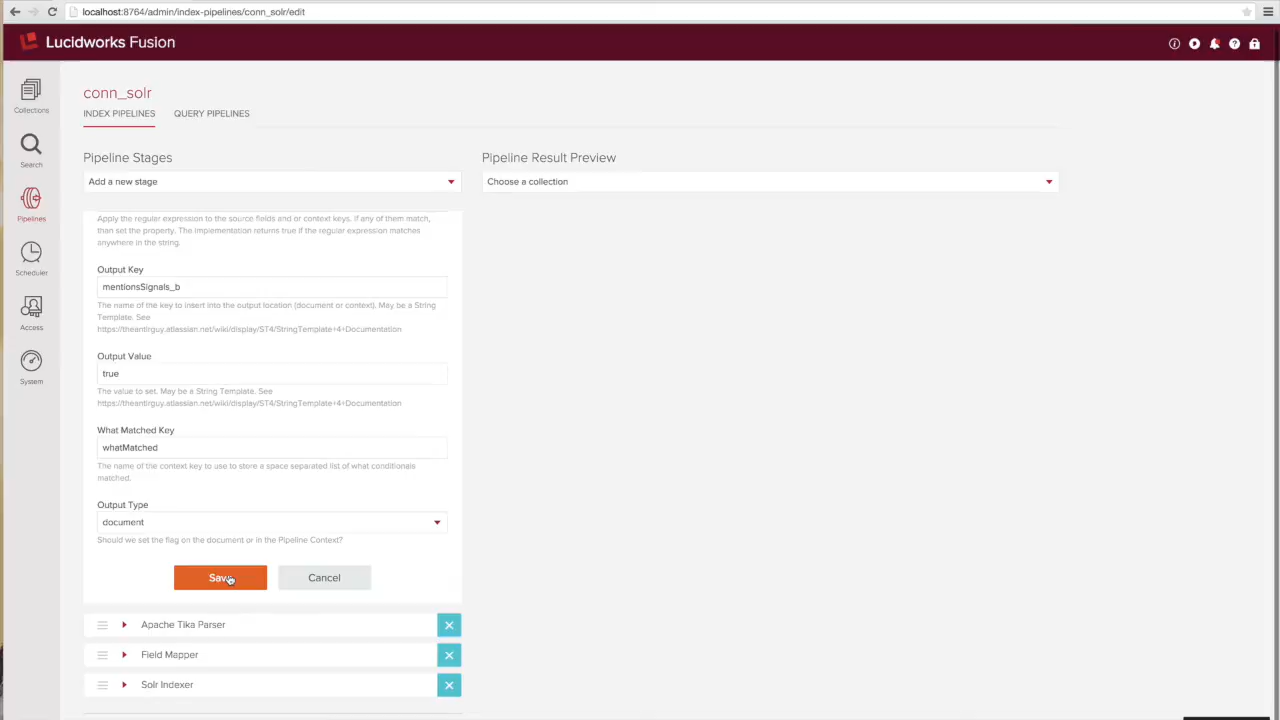 localhost:8764/admin/index-pipelines/conn_solr/edit
Lucidworks Fusion
Collections
Search
Pipelines
Scheduler
Access
System
conn_solr
INDEX PIPELINES
QUERY PIPELINES
Pipeline Stages
Add a new stage
Apply the regular expression to the source fields and or context keys. If any of them match,
than set the property. The implementation returns true if the regular expression matches
anywhere in the string.
Output Key
mentionsSignals_b
The name of the key to insert into the output location (document or context). May be a String
Template. See
https://theantlrguy.atlassian.net/wiki/display/ST4/StringTemplate+4+Documentation
Output Value
true
The value to set. May be a String Template. See
https://theantlrguy.atlassian.net/wiki/display/ST4/StringTemplate+4+Documentation
What Matched Key
whatMatched
The name of the context key to use to store a space separated list of what conditionals
matched.
Output Type
document
Should we set the flag on the document or in the Pipeline Context?
Save
Cancel
Apache Tika Parser
Field Mapper
Solr Indexer
Pipeline Result Preview
Choose a collection